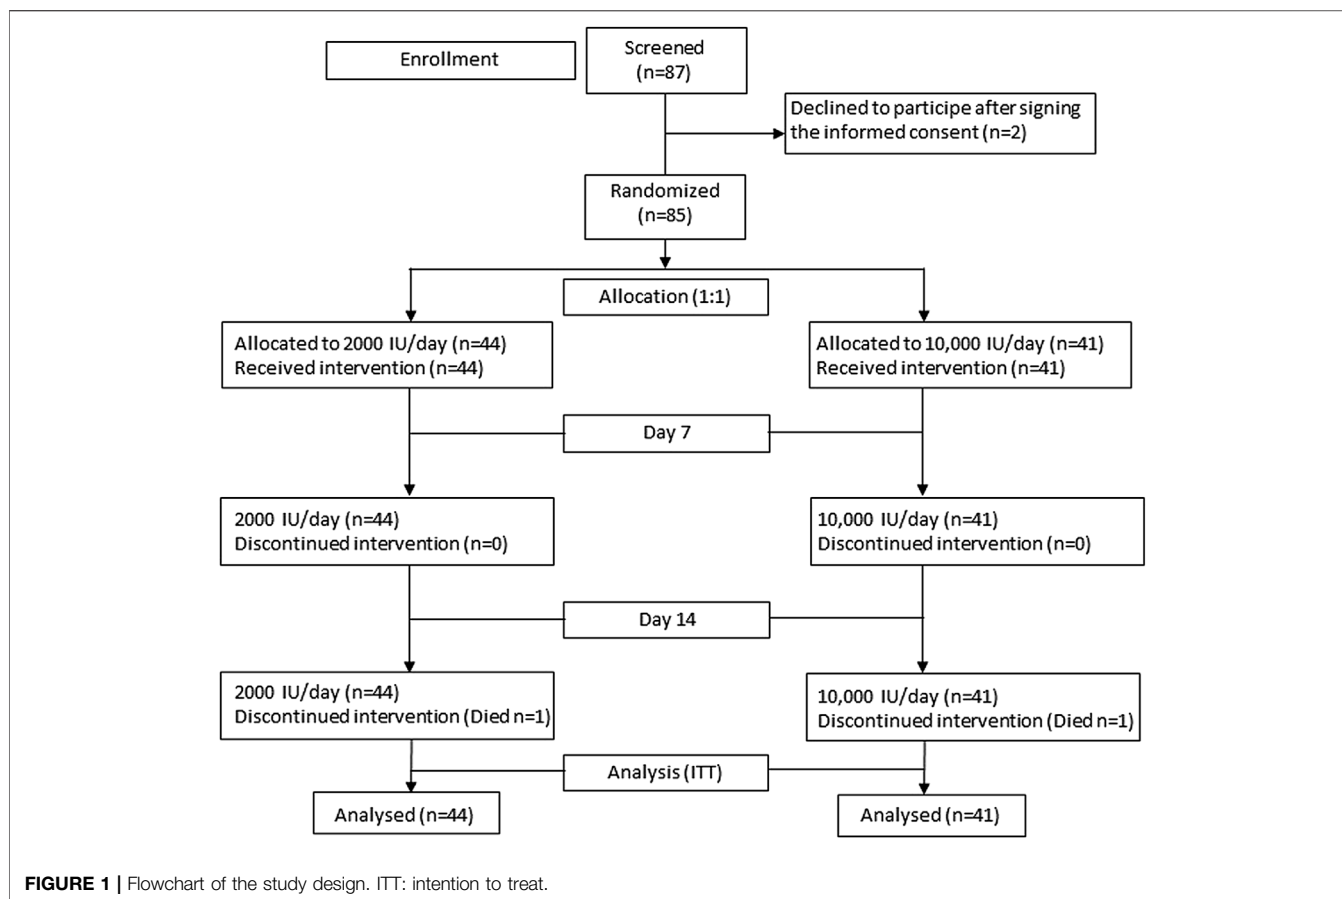 Enrollment
Screened
(n=87)
Declined to participe after signing
the informed consent (n=2)
Randomized
(n=85)
Allocation (1:1)
Allocated to 2000 IU/day (n=44)
Received intervention (n=44)
Allocated to 10,000 IU/day (n=41)
Received intervention (n=41)
Day 7
2000 IU/day (n=44)
Discontinued intervention (n=0)
10,000 IU/day (n=41)
Discontinued intervention (n=0)
Day 14
2000 IU/day (n=44)
Discontinued intervention (Died n=1)
10,000 IU/day (n=41)
Discontinued intervention (Died n=1)
Analysis (ITT)
Analysed (n=44)
Analysed (n=41)
FIGURE 1 | Flowchart of the study design. ITT: intention to treat.